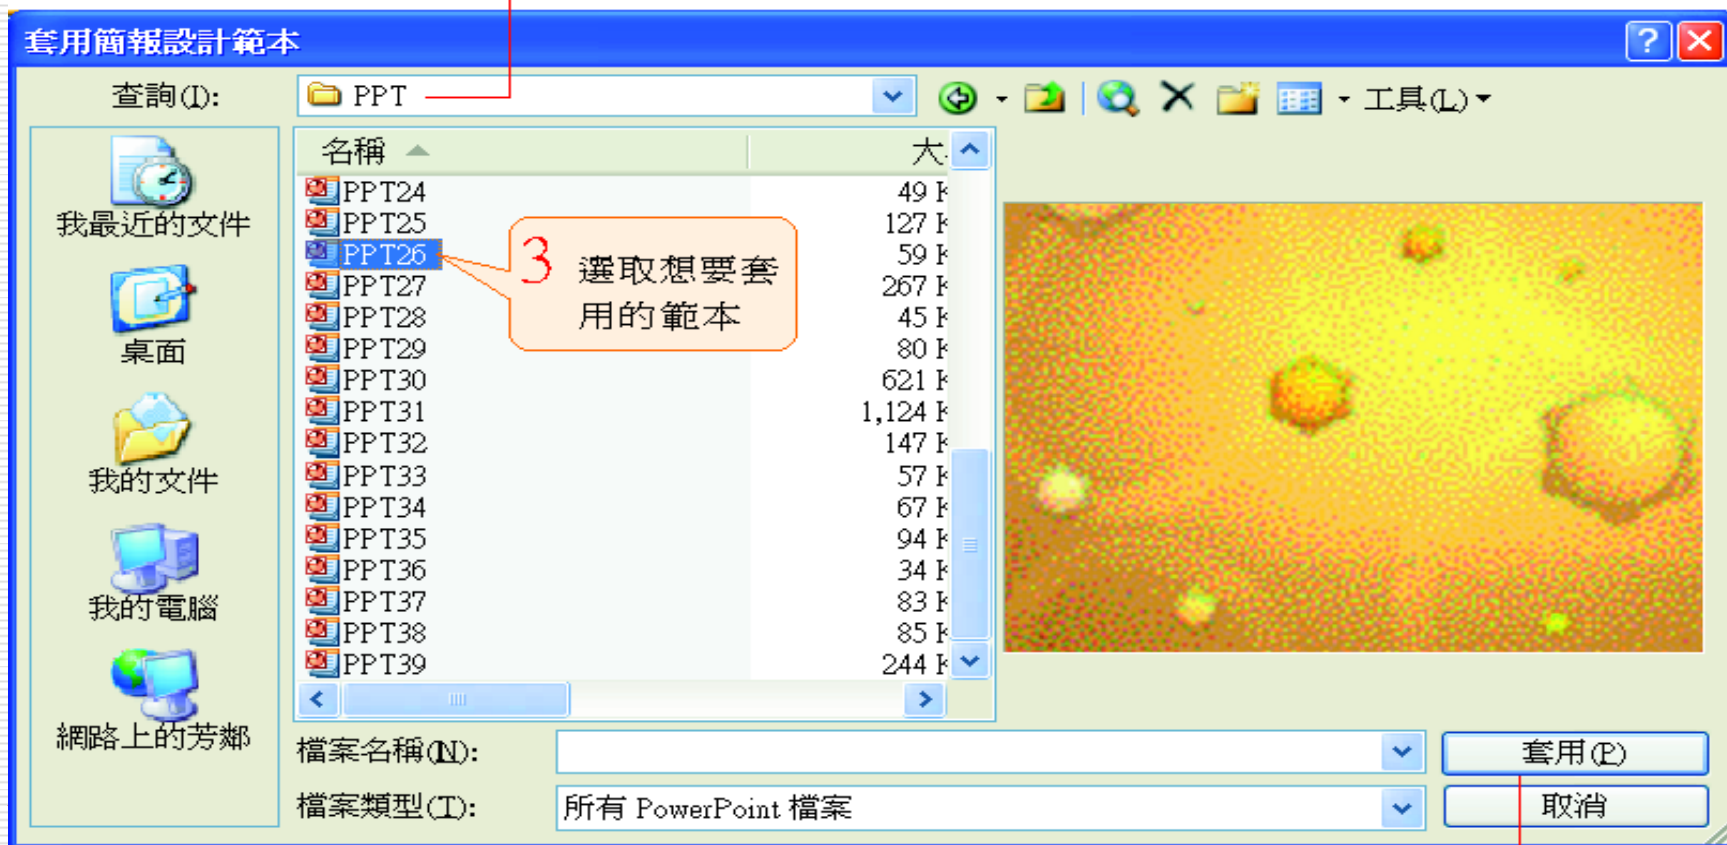 套用簡報設計範本
查詢(I):
PPT
工具(L)
名稱
大
PPT24 49 K
PPT25 127 K
PPT26 59 K
PPT27 267 K
PPT28 45 K
PPT29 80 K
PPT30 621 K
PPT31 1,124 K
PPT32 147 K
PPT33 57 K
PPT34 67 K
PPT35 94 K
PPT36 34 K
PPT37 83 K
PPT38 85 K
PPT39 244 K
3 選取想要套
用的範本
我最近的文件
桌面
我的文件
我的電腦
網路上的芳鄰
檔案名稱(N):
套用(P)
檔案類型(T): 所有 PowerPoint 檔案
取消